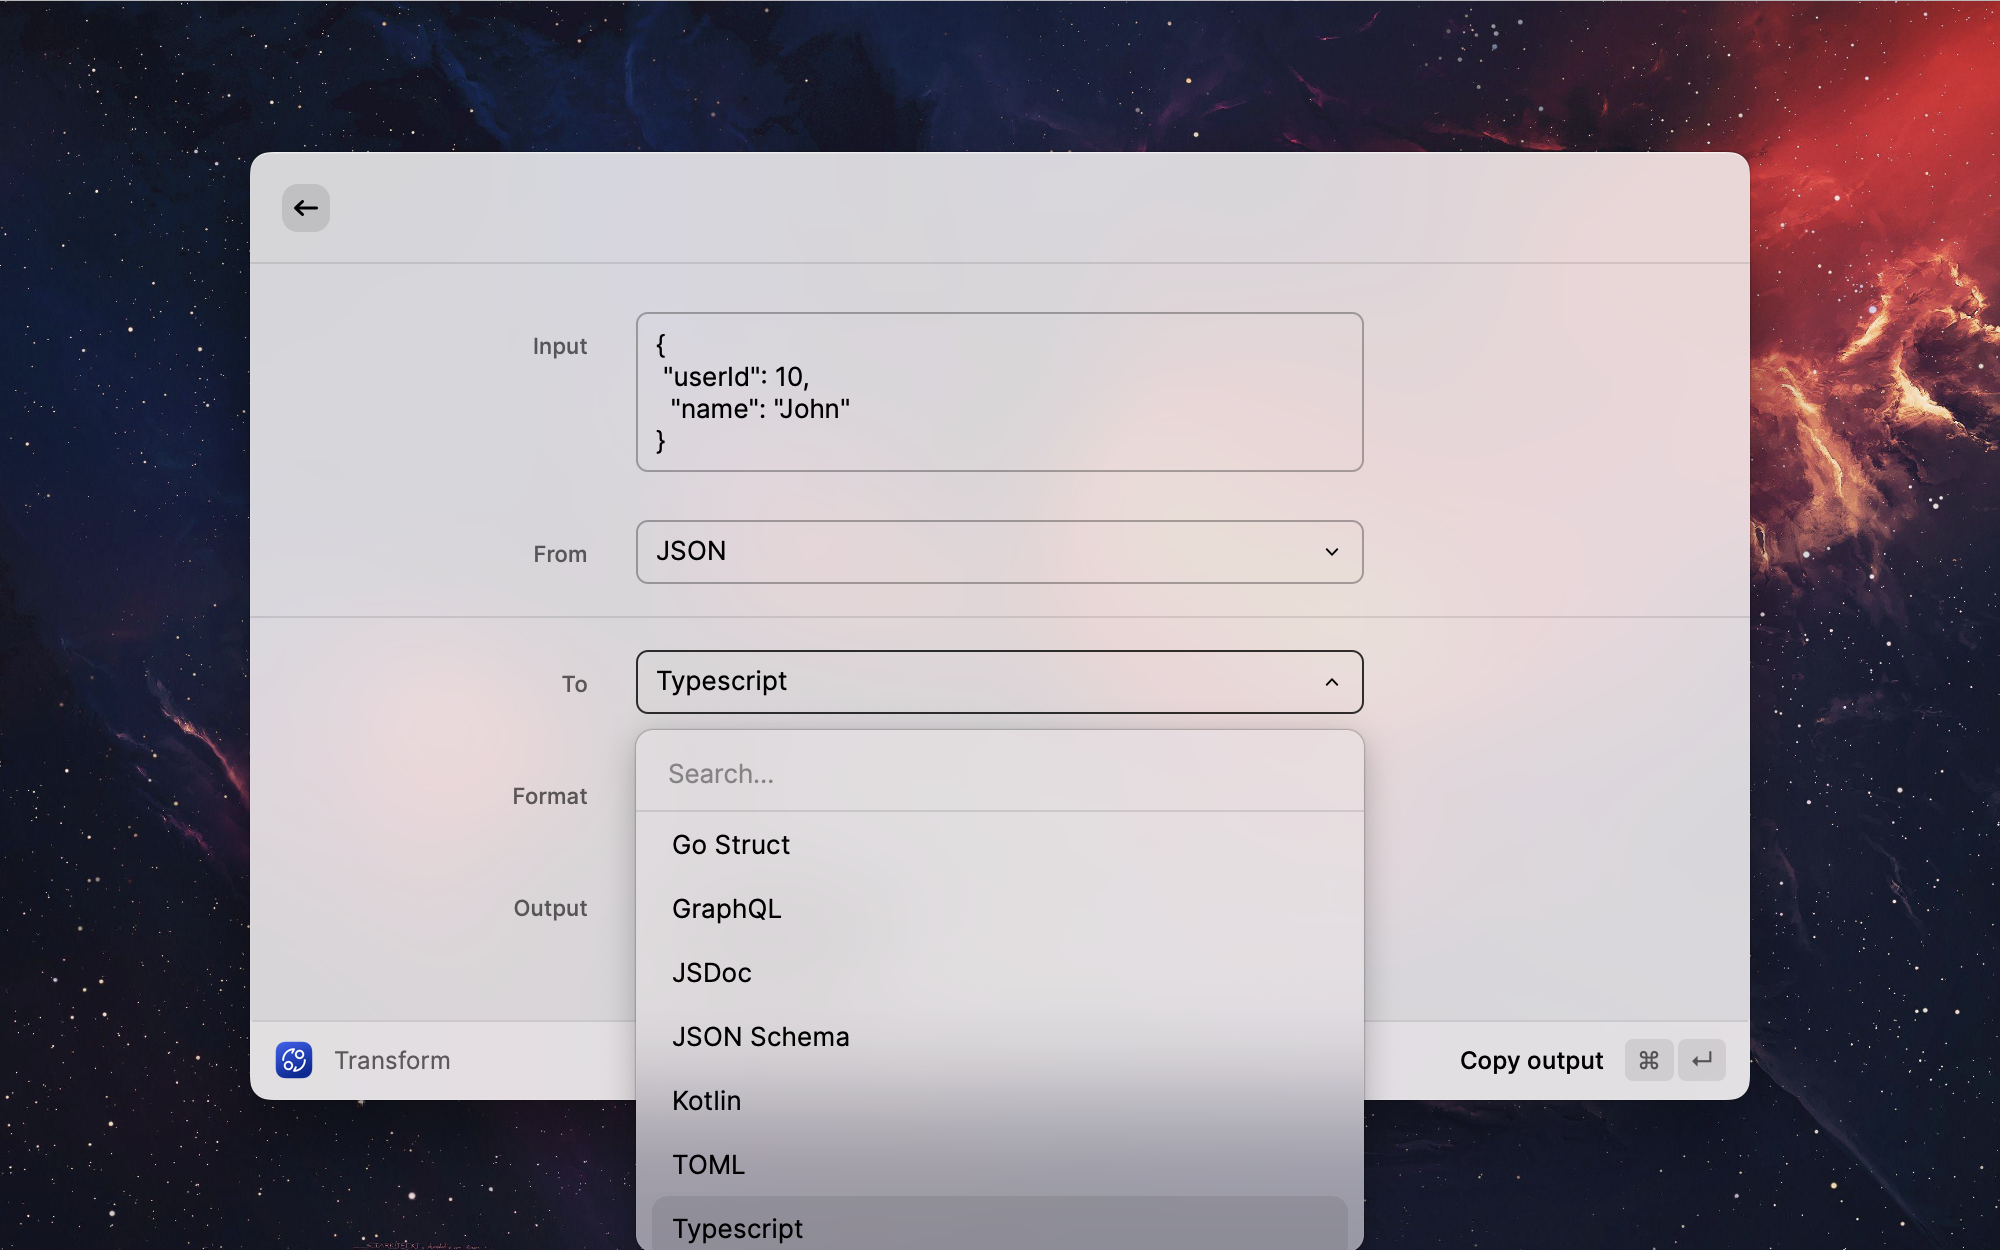 Input
{
"userId": 10,
"name": "John"
}
From
JSON
To
Typescript
Search...
Format
Output
Go Struct
GraphQL
JSDoc
JSON Schema
Kotlin
TOML
Typescript
Transform
Copy output ⌘ ↵